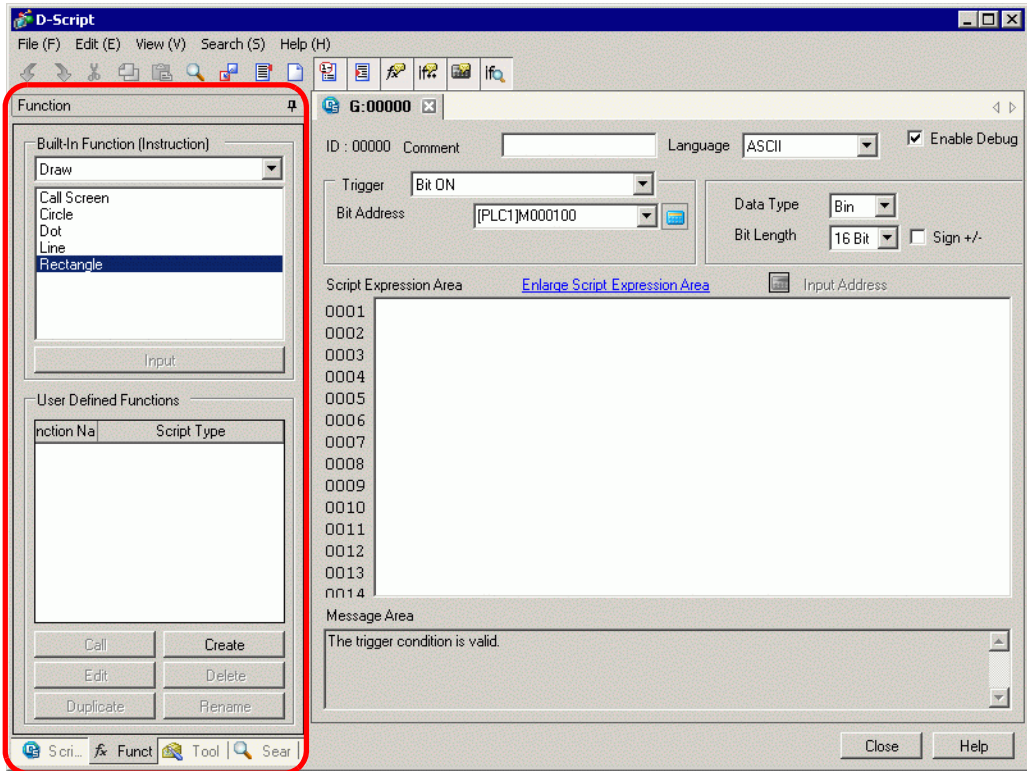 D-Script
File (F) Edit (E) View (V) Search (S) Help (H)
Function
Built-In Function (Instruction)
Draw
Call Screen
Circle
Dot
Line
Rectangle
Input
User Defined Functions
nction Na Script Type
Call Create
Edit Delete
Duplicate Rename
Scri... fx Funct Tool Sear
G:00000
ID : 00000 Comment Language ASCII Enable Debug
Trigger Bit ON
Bit Address [PLC1]M000100
Data Type Bin
Bit Length 16 Bit Sign +/-
Script Expression Area Enlarge Script Expression Area Input Address
0001
0002
0003
0004
0005
0006
0007
0008
0009
0010
0011
0012
0013
0014
Message Area
The trigger condition is valid.
Close Help